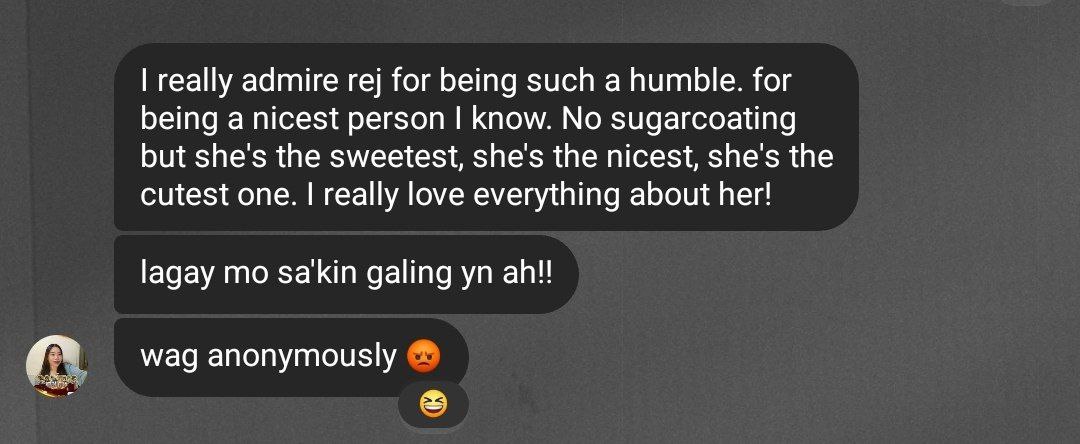 I really admire rej for being such a humble. for
being a nicest person I know. No sugarcoating
but she's the sweetest, she's the nicest, she's the
cutest one. I really love everything about her!
lagay mo sa'kin galing yn ah!!
wag anonymously 😡
😆